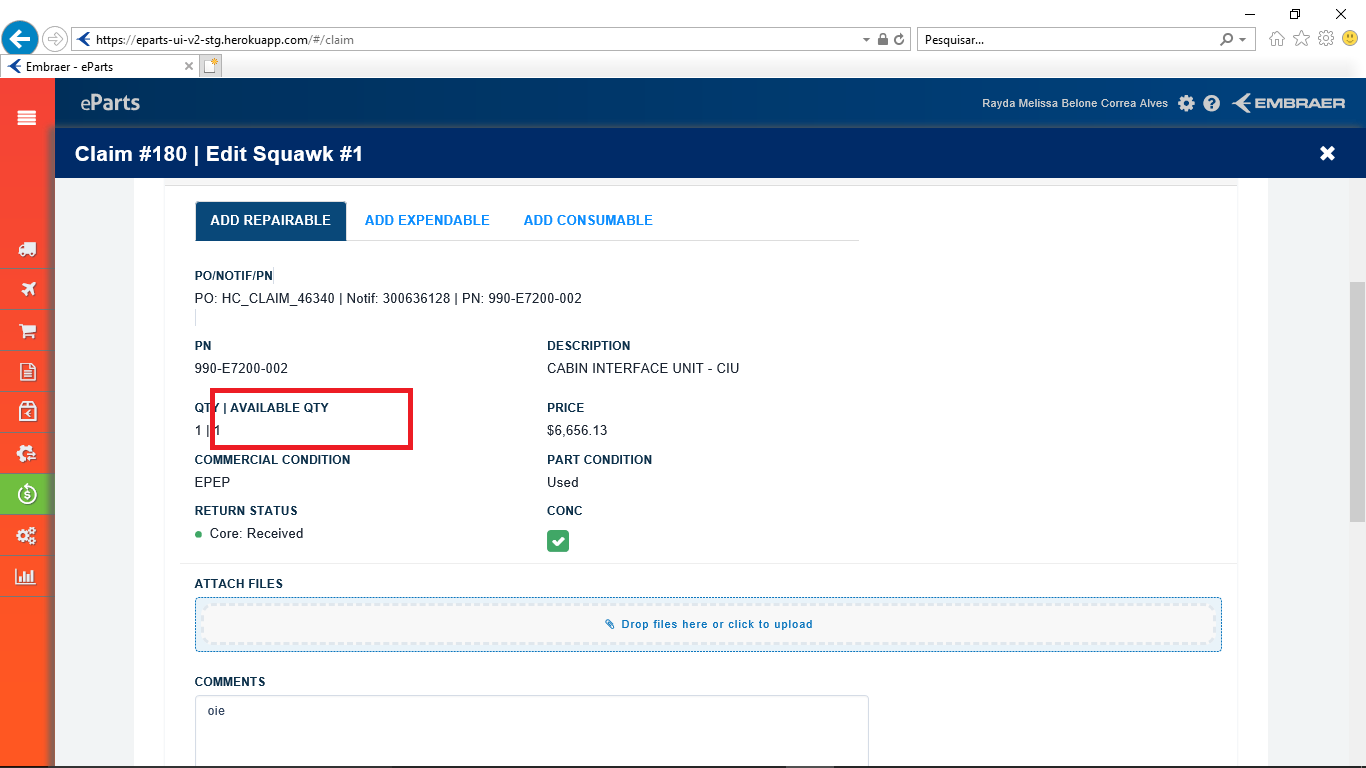 https://eparts-ui-v2-stg.herokuapp.com/#/claim
Pesquisar...
Embraer - eParts
eParts
Rayda Melissa Belone Correa Alves
EMBRAER
Claim #180 | Edit Squawk #1
ADD REPAIRABLE ADD EXPENDABLE ADD CONSUMABLE
PO/NOTIF/PN
PO: HC_CLAIM_46340 | Notif: 300636128 | PN: 990-E7200-002
PN DESCRIPTION
990-E7200-002 CABIN INTERFACE UNIT - CIU
QTY | AVAILABLE QTY PRICE
1 | 1 $6,656.13
COMMERCIAL CONDITION PART CONDITION
EPEP Used
RETURN STATUS CONC
Core: Received
ATTACH FILES
Drop files here or click to upload
COMMENTS
oie